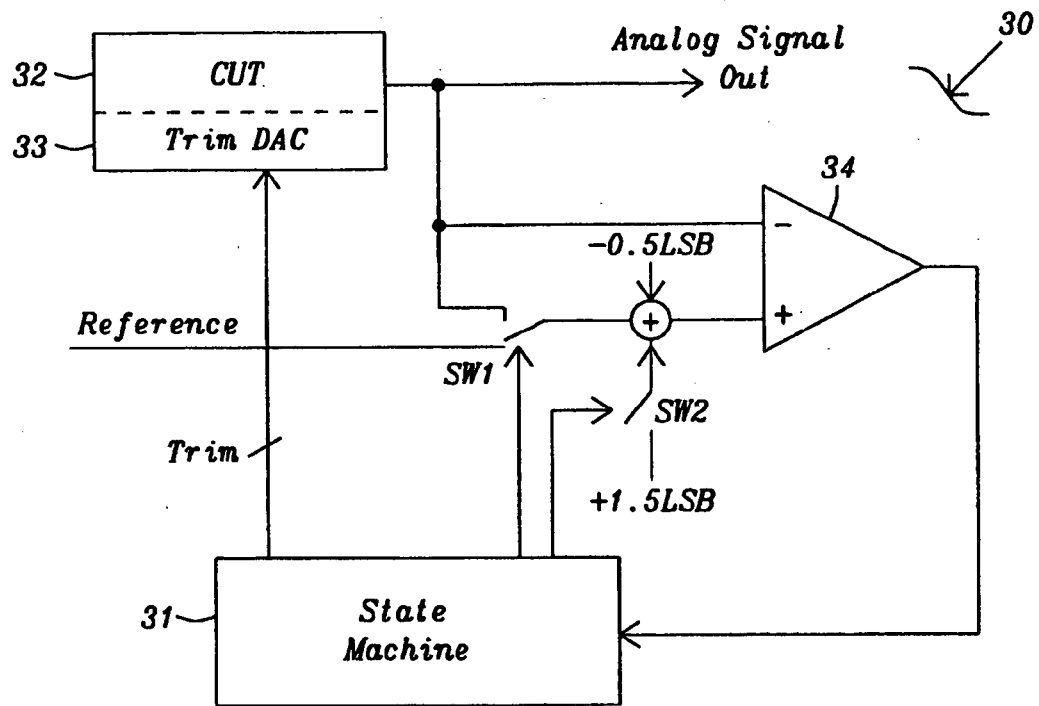 30
Analog Signal
Out
32
CUT
33
Trim DAC
34
-
-0.5LSB
+
+
Reference
SW1
SW2
Trim
+1.5LSB
31
State
Machine